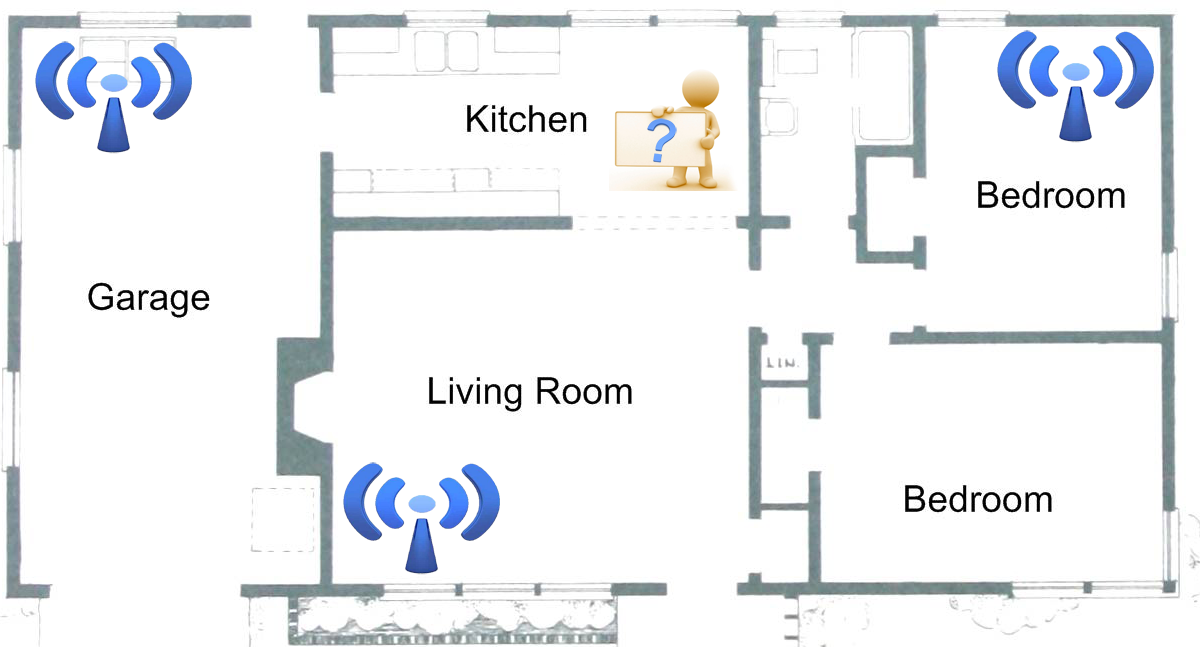 Kitchen
?
Bedroom
Garage
LIN.
Living Room
Bedroom